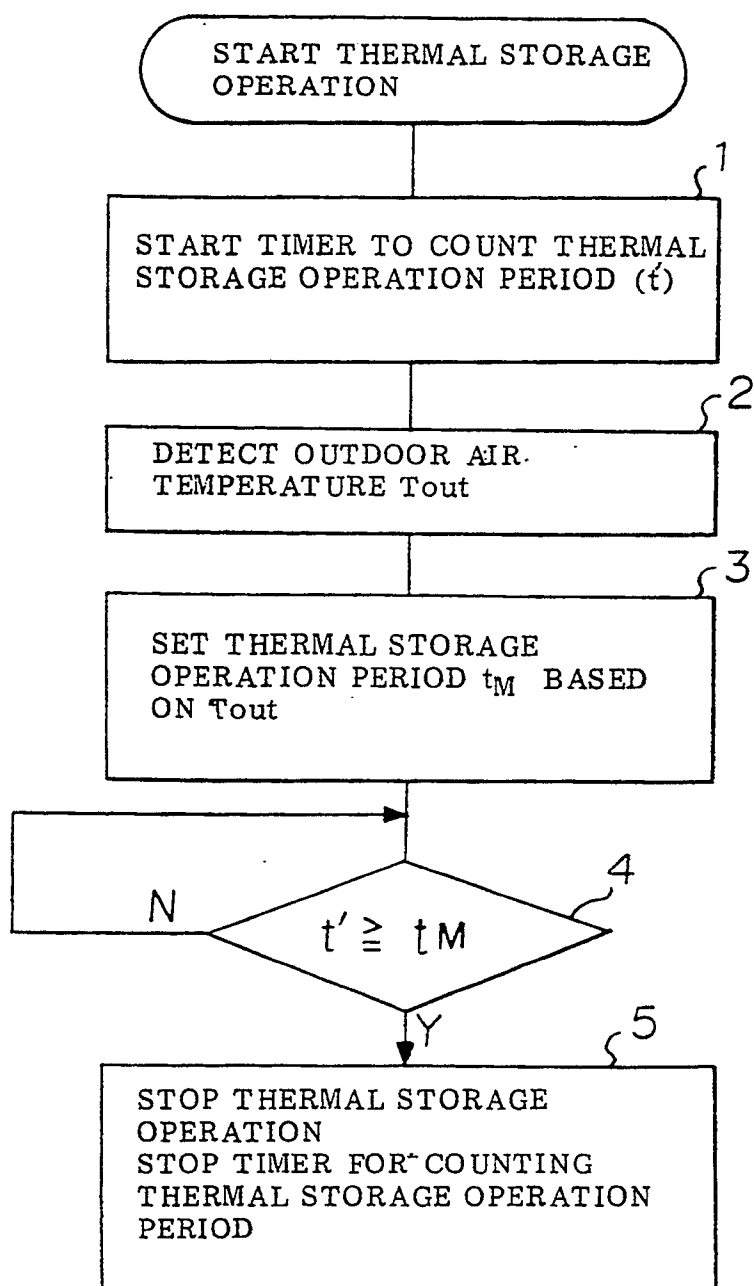 START THERMAL STORAGE
OPERATION
1
START TIMER TO COUNT THERMAL
STORAGE OPERATION PERIOD (t')
2
DETECT OUTDOOR AIR
TEMPERATURE Tout
3
SET THERMAL STORAGE
OPERATION PERIOD tM BASED
ON Tout
4
N
t' ≧ tM
Y
5
STOP THERMAL STORAGE
OPERATION
STOP TIMER FOR COUNTING
THERMAL STORAGE OPERATION
PERIOD